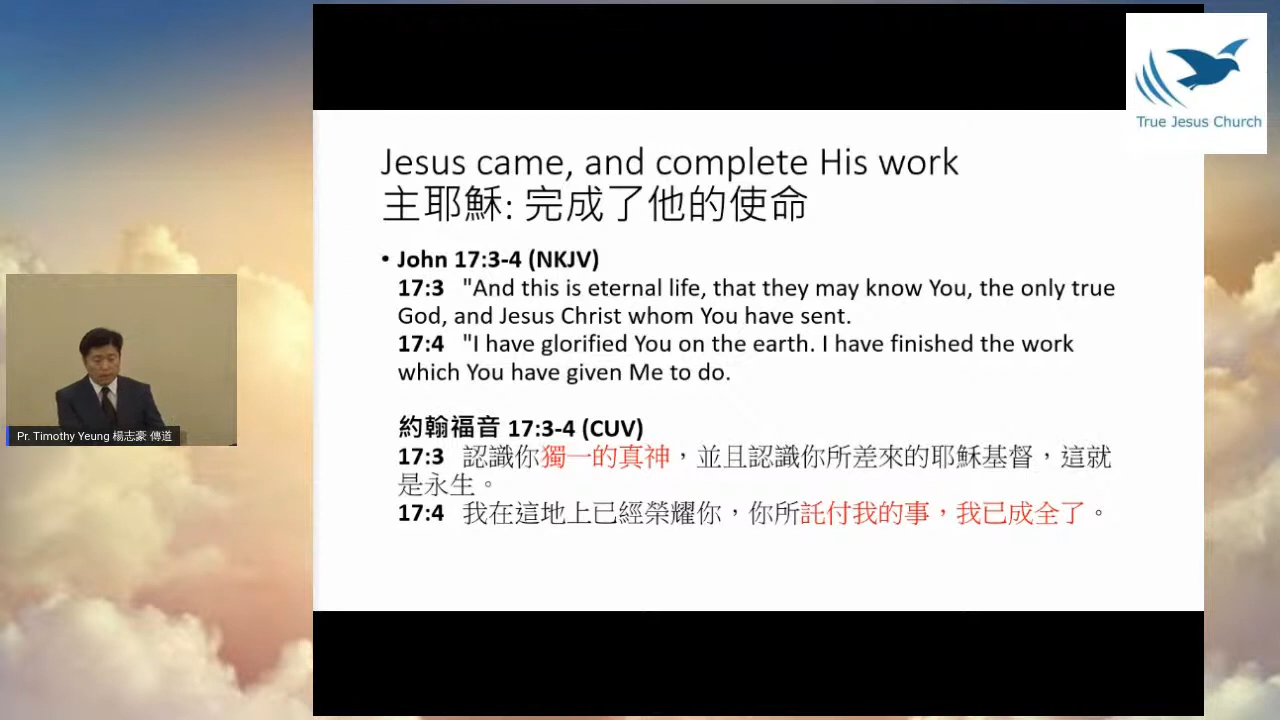 True Jesus Church
Jesus came, and complete His work
主耶穌: 完成了他的使命
• John 17:3-4 (NKJV)
17:3 "And this is eternal life, that they may know You, the only true
God, and Jesus Christ whom You have sent.
17:4 "I have glorified You on the earth. I have finished the work
which You have given Me to do.
約翰福音 17:3-4 (CUV)
17:3 認識你獨一的真神，並且認識你所差來的耶穌基督，這就
是永生。
17:4 我在這地上已經榮耀你，你所託付我的事，我已成全了。
Pr. Timothy Yeung 楊志豪 傳道